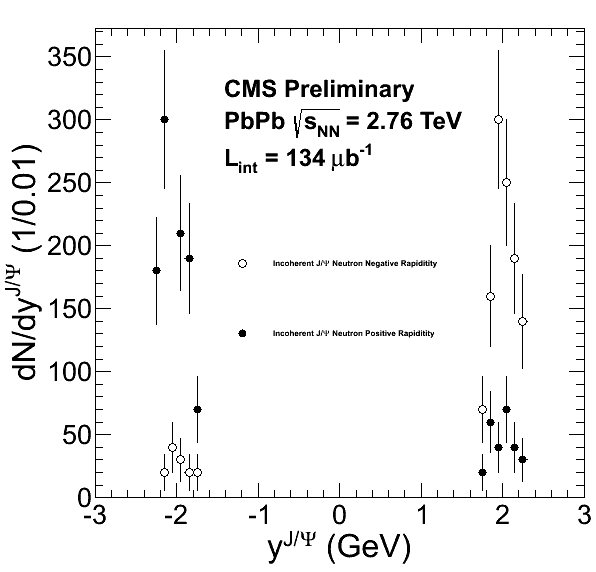 CMS Preliminary
PbPb √sNN = 2.76 TeV
Lint = 134 μb-1
Incoherent J/Ψ Neutron Negative Rapiditity
Incoherent J/Ψ Neutron Positive Rapiditity
dN/dyJ/Ψ (1/0.01)
350
300
250
200
150
100
50
0
-3 -2 -1 0 1 2 3
yJ/Ψ (GeV)